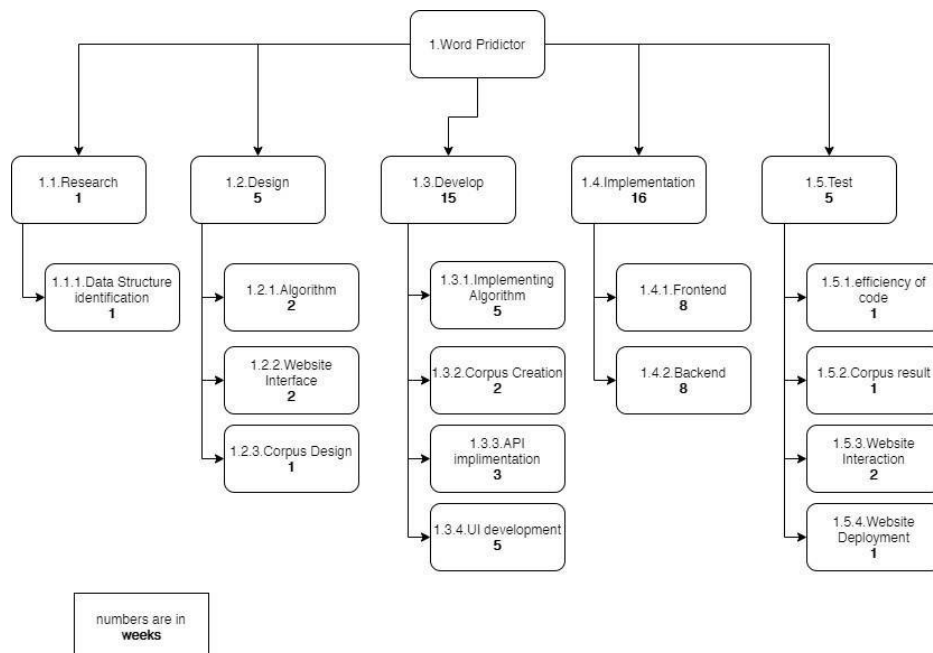 1.Word Pridictor
1.1.Research
1
1.2.Design
5
1.3.Develop
15
1.4.Implementation
16
1.5.Test
5
1.1.1.Data Structure
identification
1
1.2.1.Algorithm
2
1.2.2.Website
Interface
2
1.2.3.Corpus Design
1
1.3.1.Implementing
Algorithm
5
1.3.2.Corpus Creation
2
1.3.3.API
implimentation
3
1.3.4.UI development
5
1.4.1.Frontend
8
1.4.2.Backend
8
1.5.1.efficiency of
code
1
1.5.2.Corpus result
1
1.5.3.Website
Interaction
2
1.5.4.Website
Deployment
1
numbers are in
weeks